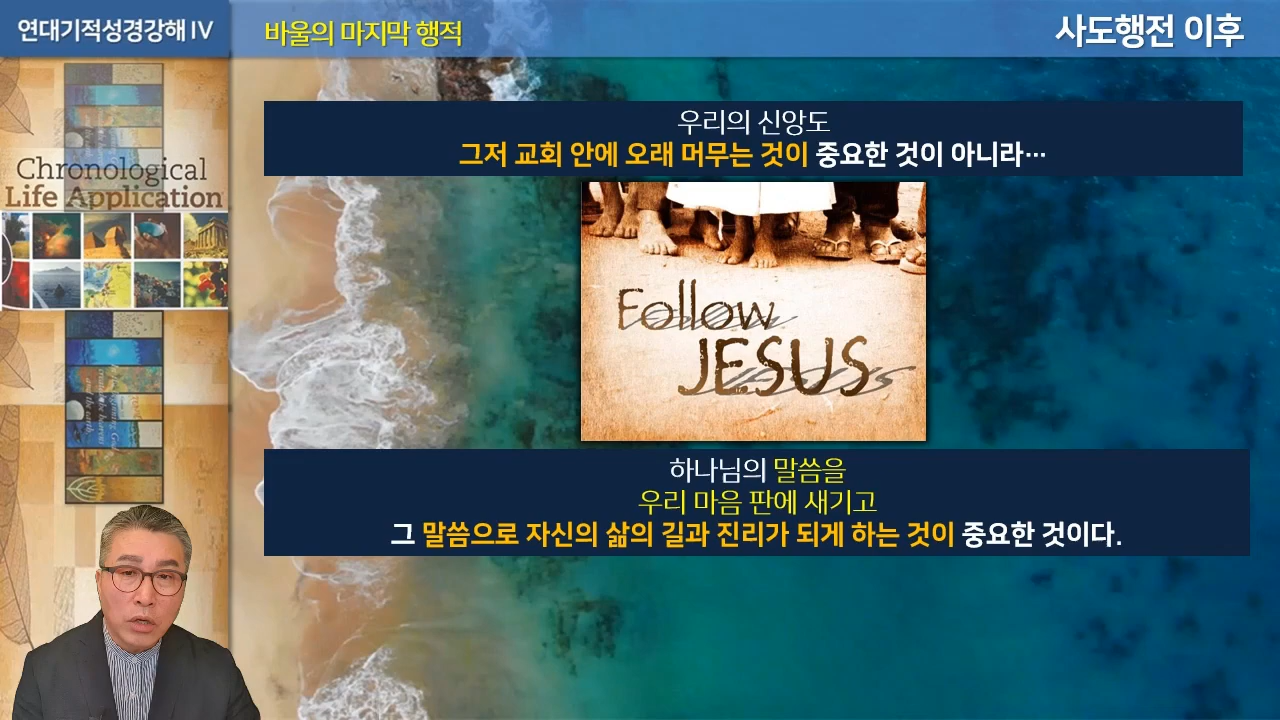 연대기적성경강해 IV
바울의 마지막 행적
사도행전 이후
Chronological
Life Application
우리의 신앙도
그저 교회 안에 오래 머무는 것이 중요한 것이 아니라…
Follow
JESUS
하나님의 말씀을
우리 마음 판에 새기고
그 말씀으로 자신의 삶의 길과 진리가 되게 하는 것이 중요한 것이다.